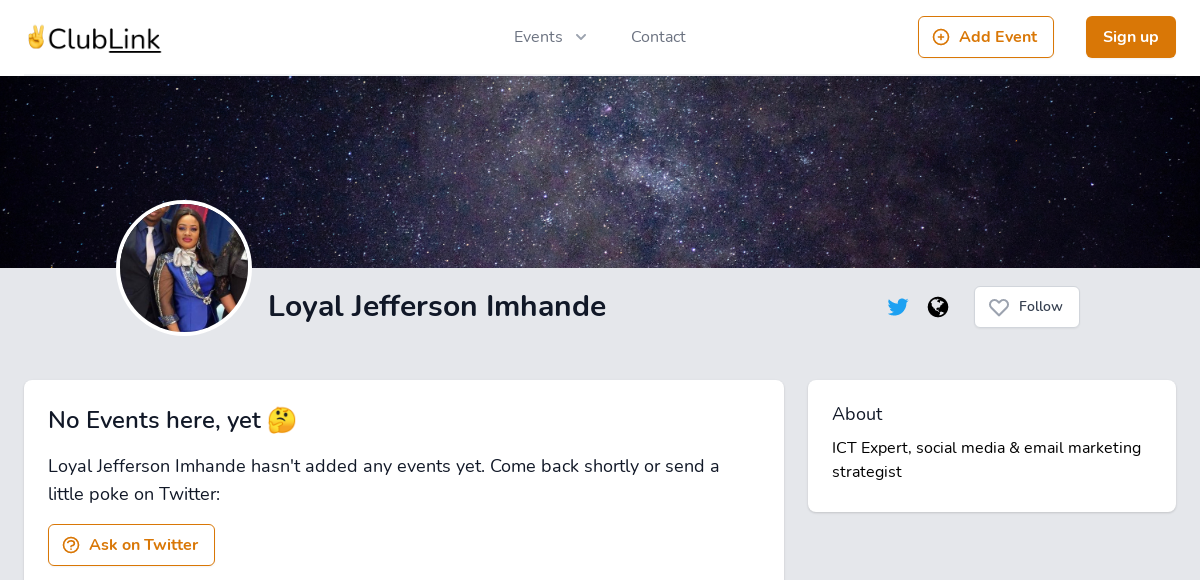 ✌️ClubLink
Events
Contact
Add Event
Sign up
Loyal Jefferson Imhande
Follow
No Events here, yet 🤔
Loyal Jefferson Imhande hasn't added any events yet. Come back shortly or send a
little poke on Twitter:
Ask on Twitter
About
ICT Expert, social media & email marketing
strategist